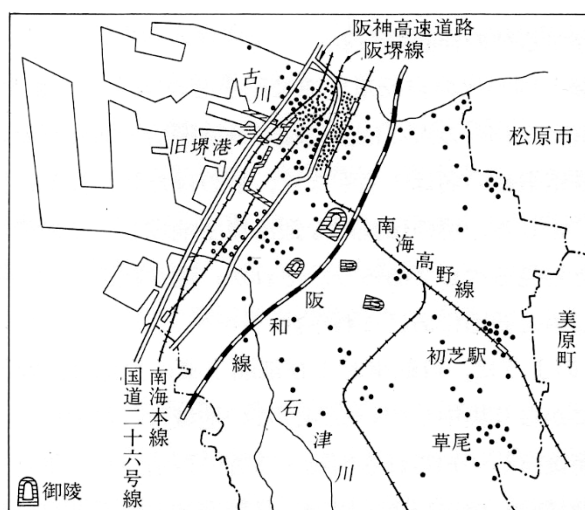 阪神高速道路
阪堺線
古川
旧堺港
松原市
南海高野線
美原町
阪和線
初芝駅
石津川
草尾
南海本線
国道二十六号線
御陵